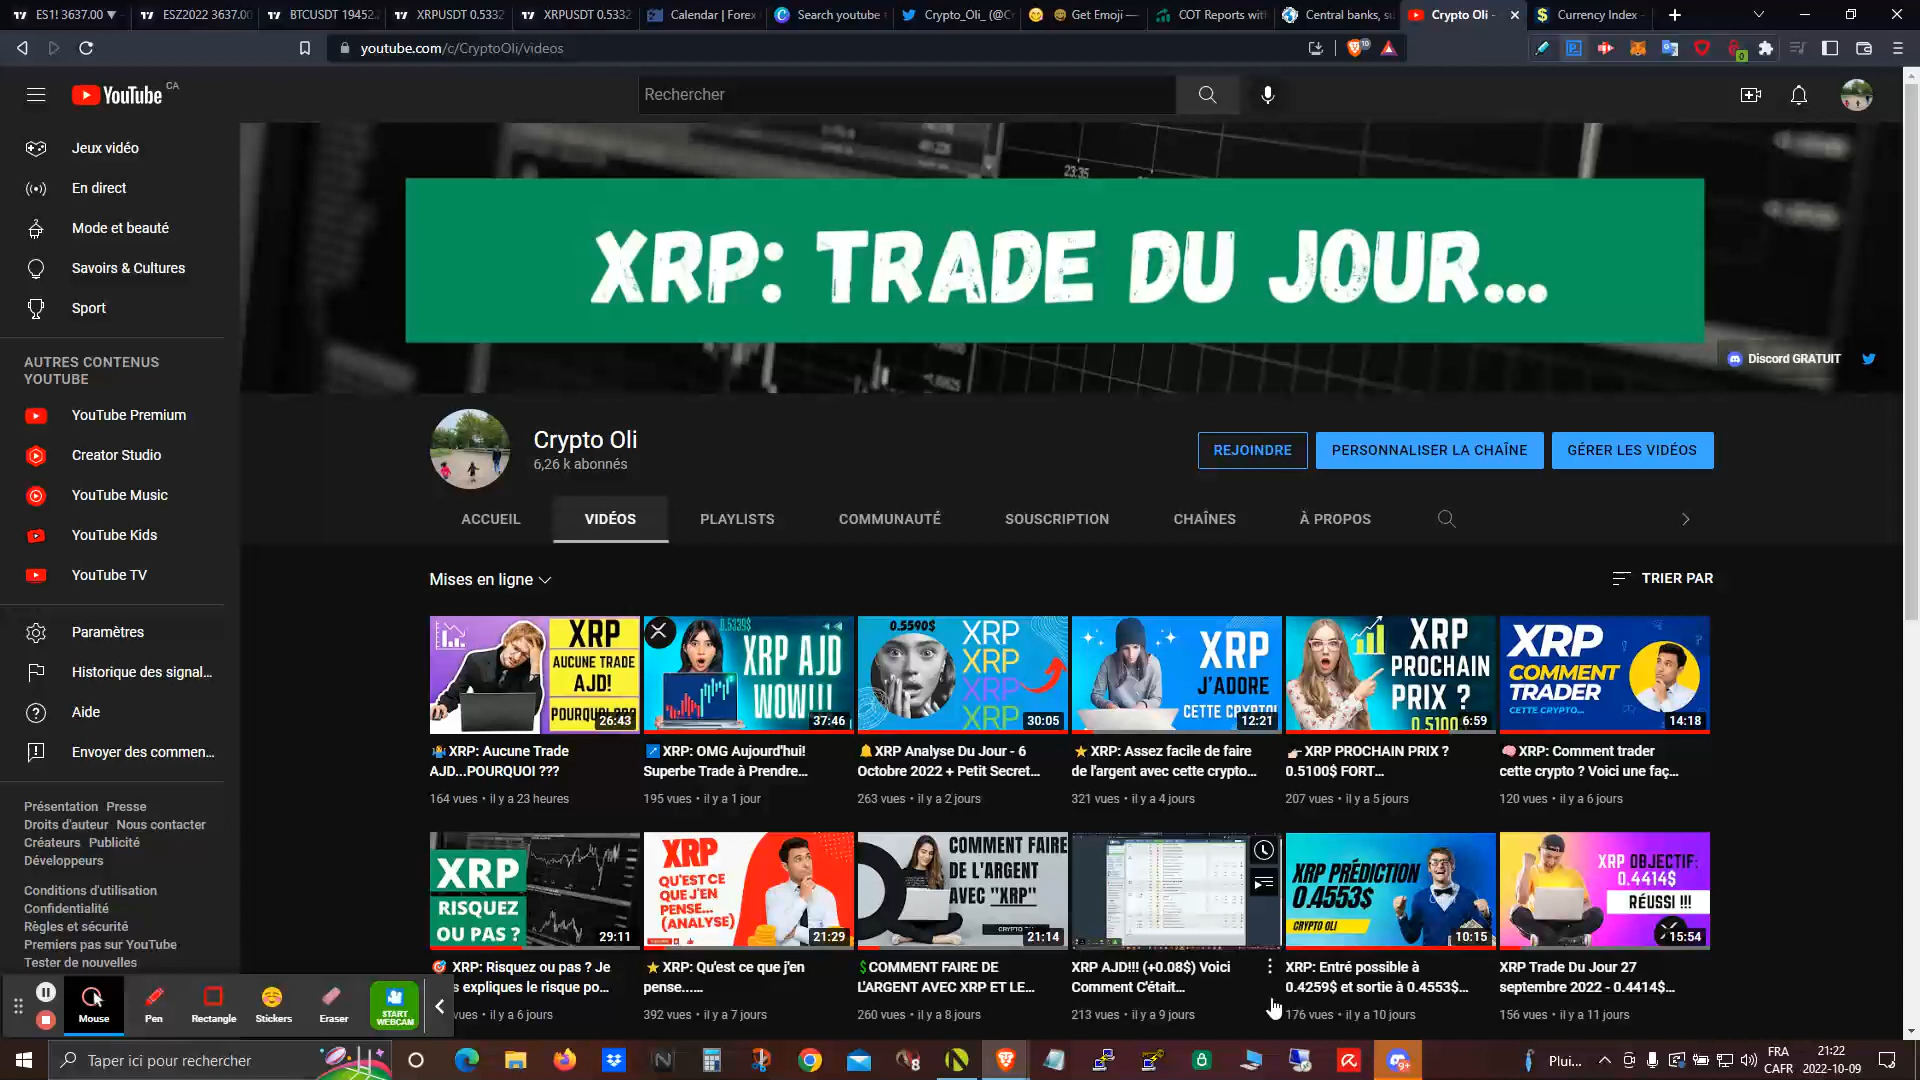 ES1! 3637.00
ESZ2022 3637.00
BTCUSDT 19452
XRPUSDT 0.5332
XRPUSDT 0.5332
Calendar | Forex
Search youtube
Crypto_Oli_ (@C
Get Emoji —
COT Reports wit
Central banks, s
Crypto Oli -
Currency Index
youtube.com/c/CryptoOli/videos
YouTube CA
Rechercher
Jeux vidéo
En direct
Mode et beauté
Savoirs & Cultures
Sport
AUTRES CONTENUS
YOUTUBE
YouTube Premium
Creator Studio
YouTube Music
YouTube Kids
YouTube TV
Paramètres
Historique des signal...
Aide
Envoyer des commen...
Présentation Presse
Droits d'auteur Nous contacter
Créateurs Publicité
Développeurs
Conditions d'utilisation
Confidentialité
Règles et sécurité
Premiers pas sur YouTube
Tester de nouvelles
23:35
XRP: TRADE DU JOUR...
Discord GRATUIT
Crypto Oli
6,26 k abonnés
REJOINDRE
PERSONNALISER LA CHAÎNE
GÉRER LES VIDÉOS
ACCUEIL
VIDÉOS
PLAYLISTS
COMMUNAUTÉ
SOUSCRIPTION
CHAÎNES
À PROPOS
Mises en ligne
TRIER PAR
XRP
AUCUNE TRADE
AJD!
POURQUOI
26:43
XRP: Aucune Trade
AJD...POURQUOI ???
164 vues • il y a 23 heures
0.5339$
XRP AJD
WOW!!!
37:46
XRP: OMG Aujourd'hui!
Superbe Trade à Prendre...
195 vues • il y a 1 jour
0.5590$
XRP
XRP
XRP
XRP
30:05
XRP Analyse Du Jour - 6
Octobre 2022 + Petit Secret...
263 vues • il y a 2 jours
XRP
J'ADORE
CETTE CRYPTO
12:21
XRP: Assez facile de faire
de l'argent avec cette crypto...
321 vues • il y a 4 jours
XRP
PROCHAIN
PRIX ?
0.5100$
6:59
XRP PROCHAIN PRIX ?
0.5100$ FORT...
207 vues • il y a 5 jours
XRP
COMMENT
TRADER
CETTE CRYPTO...
14:18
XRP: Comment trader
cette crypto ? Voici une faç...
120 vues • il y a 6 jours
XRP
RISQUEZ
OU PAS ?
29:11
XRP: Risquez ou pas ? Je
s expliques le risque po...
vues • il y a 6 jours
XRP
QU'EST CE
QUE J'EN
PENSE...
(ANALYSE)
21:29
XRP: Qu'est ce que j'en
pense......
392 vues • il y a 7 jours
COMMENT FAIRE
DE L'ARGENT
AVEC "XRP"
21:14
$COMMENT FAIRE DE
L'ARGENT AVEC XRP ET LE...
260 vues • il y a 8 jours
XRP AJD!!! (+0.08$) Voici
Comment C'était...
213 vues • il y a 9 jours
XRP PRÉDICTION
0.4553$
CRYPTO OLI
10:15
XRP: Entré possible à
0.4259$ et sortie à 0.4553$...
176 vues • il y a 10 jours
XRP OBJECTIF:
0.4414$
RÉUSSI !!!
15:54
XRP Trade Du Jour 27
septembre 2022 - 0.4414$...
156 vues • il y a 11 jours
Mouse
Pen
Rectangle
Stickers
Eraser
START
WEBCAM
Taper ici pour rechercher
Plui...
FRA
CAFR
21:22
2022-10-09